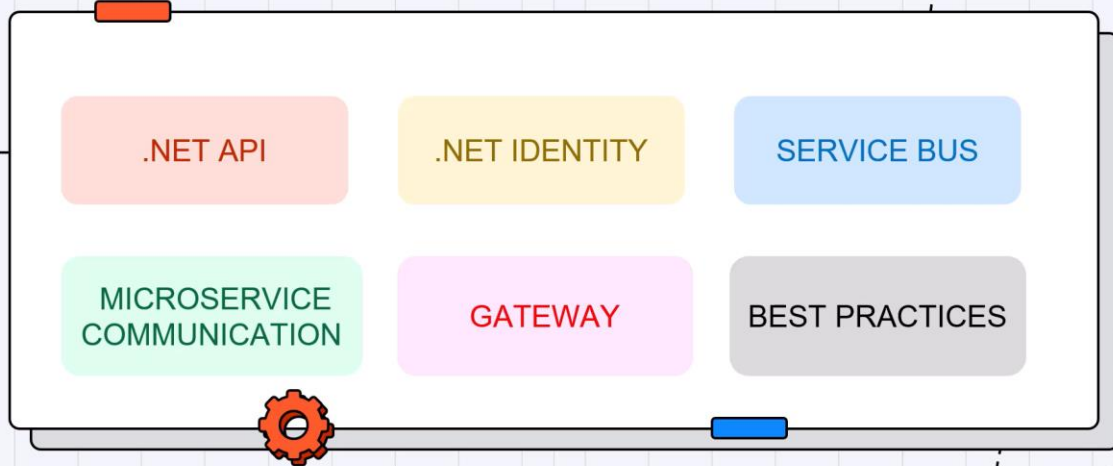 .NET API
.NET IDENTITY
SERVICE BUS
MICROSERVICE
COMMUNICATION
GATEWAY
BEST PRACTICES